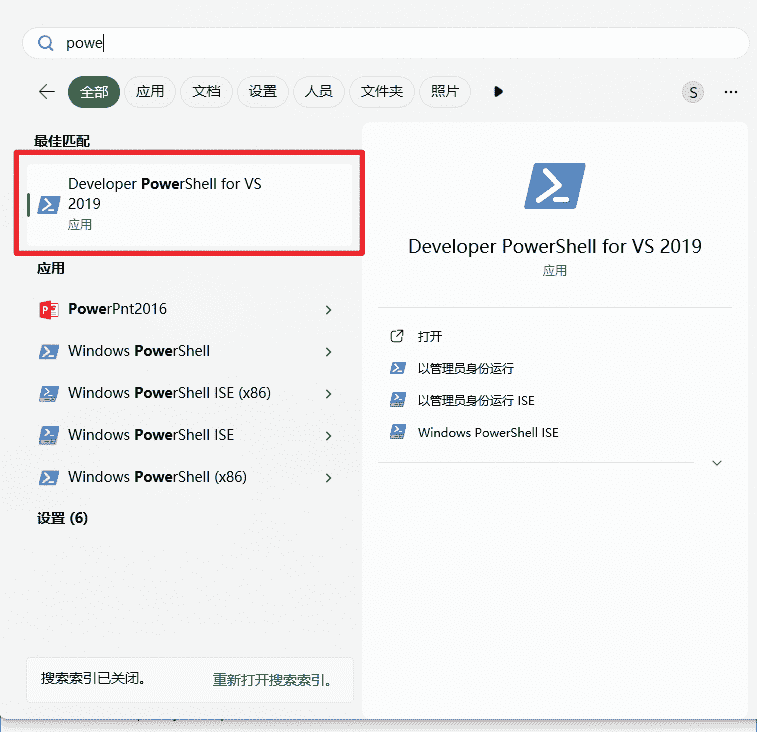 powe
全部 应用 文档 设置 人员 文件夹 照片 S ...
最佳匹配
Developer PowerShell for VS
2019
应用
应用
PowerPnt2016
Windows PowerShell
Windows PowerShell ISE (x86)
Windows PowerShell ISE
Windows PowerShell (x86)
设置 (6)
搜索索引已关闭。 重新打开搜索索引。
Developer PowerShell for VS 2019
应用
打开
以管理员身份运行
以管理员身份运行 ISE
Windows PowerShell ISE